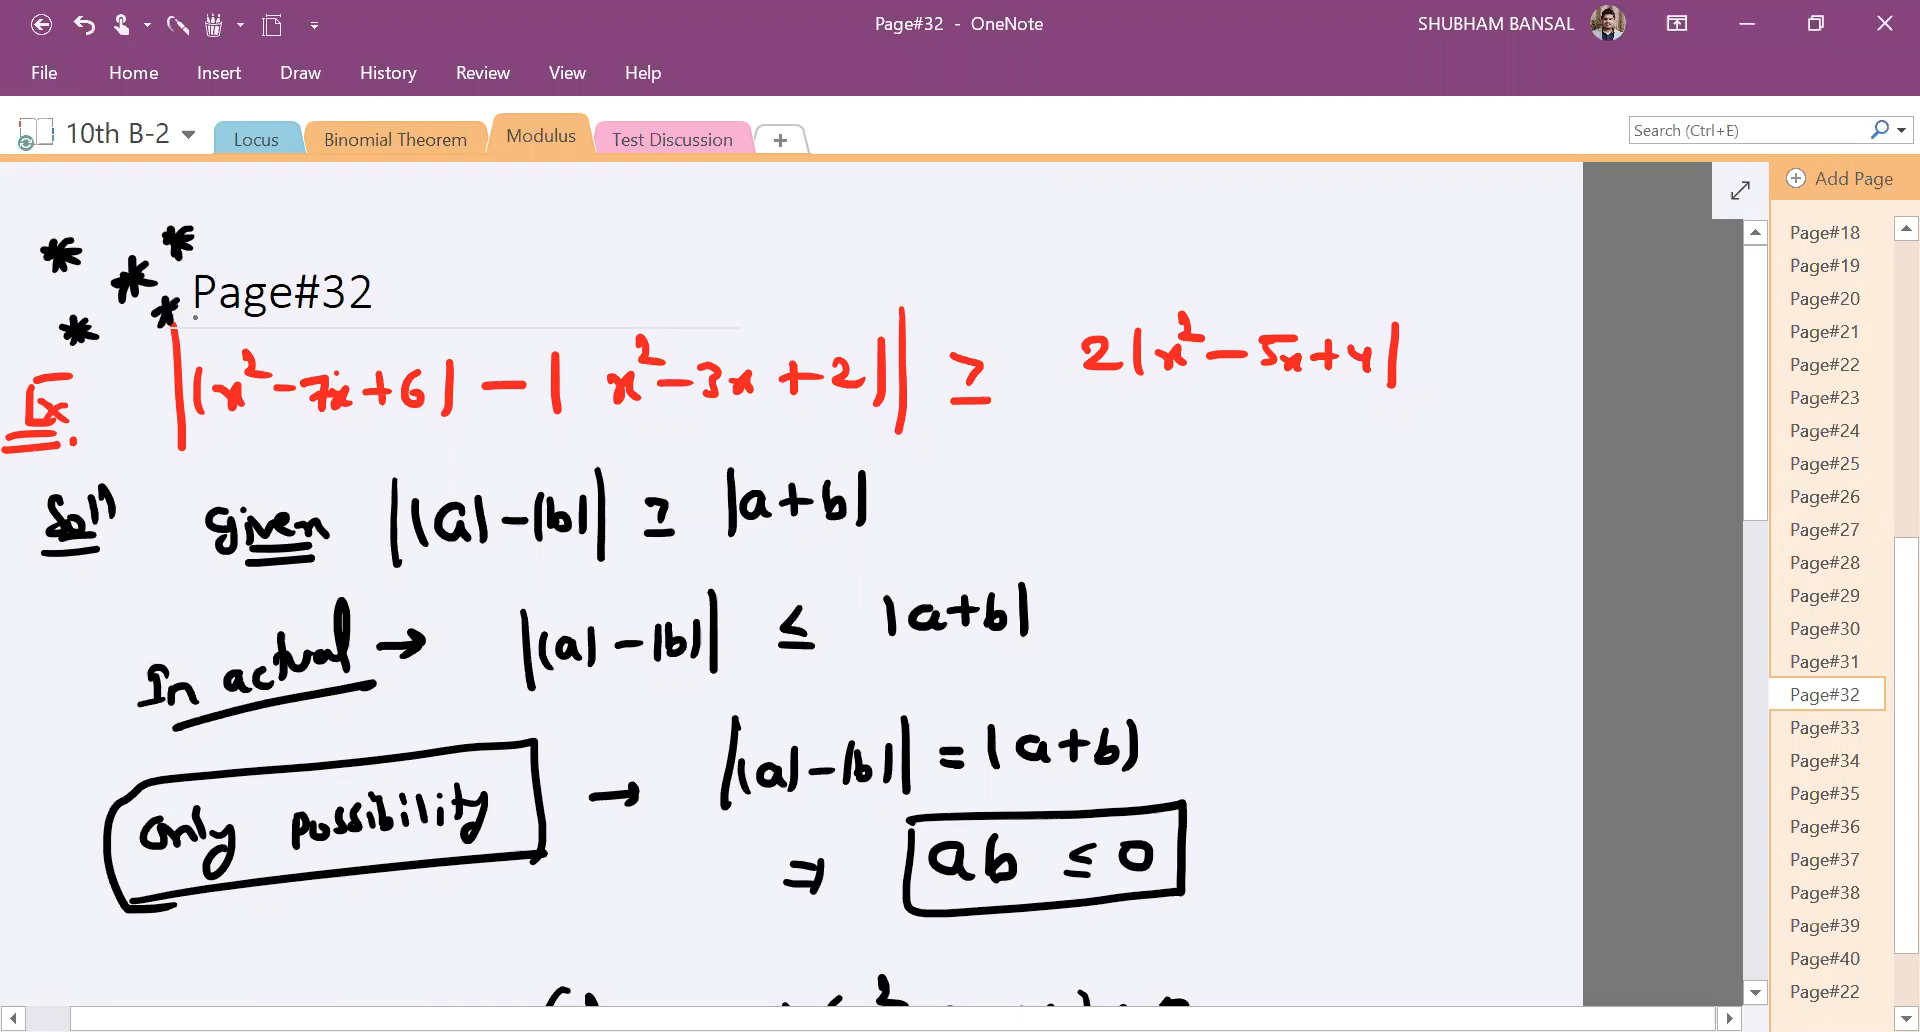 Page#32 - OneNote
SHUBHAM BANSAL
File Home Insert Draw History Review View Help
10th B-2
Locus
Binomial Theorem
Modulus
Test Discussion
+
Search (Ctrl+E)
Add Page
Page#32
Ex. ||x²-7x+6| - |x²-3x+2|| ≥ 2|x²-5x+4|
Solⁿ given ||a|-|b|| ≥ |a+b|
In actual → ||a|-|b|| ≤ |a+b|
only possibility → ||a|-|b|| = |a+b|
⇒ ab ≤ 0
Page#18
Page#19
Page#20
Page#21
Page#22
Page#23
Page#24
Page#25
Page#26
Page#27
Page#28
Page#29
Page#30
Page#31
Page#32
Page#33
Page#34
Page#35
Page#36
Page#37
Page#38
Page#39
Page#40
Page#22